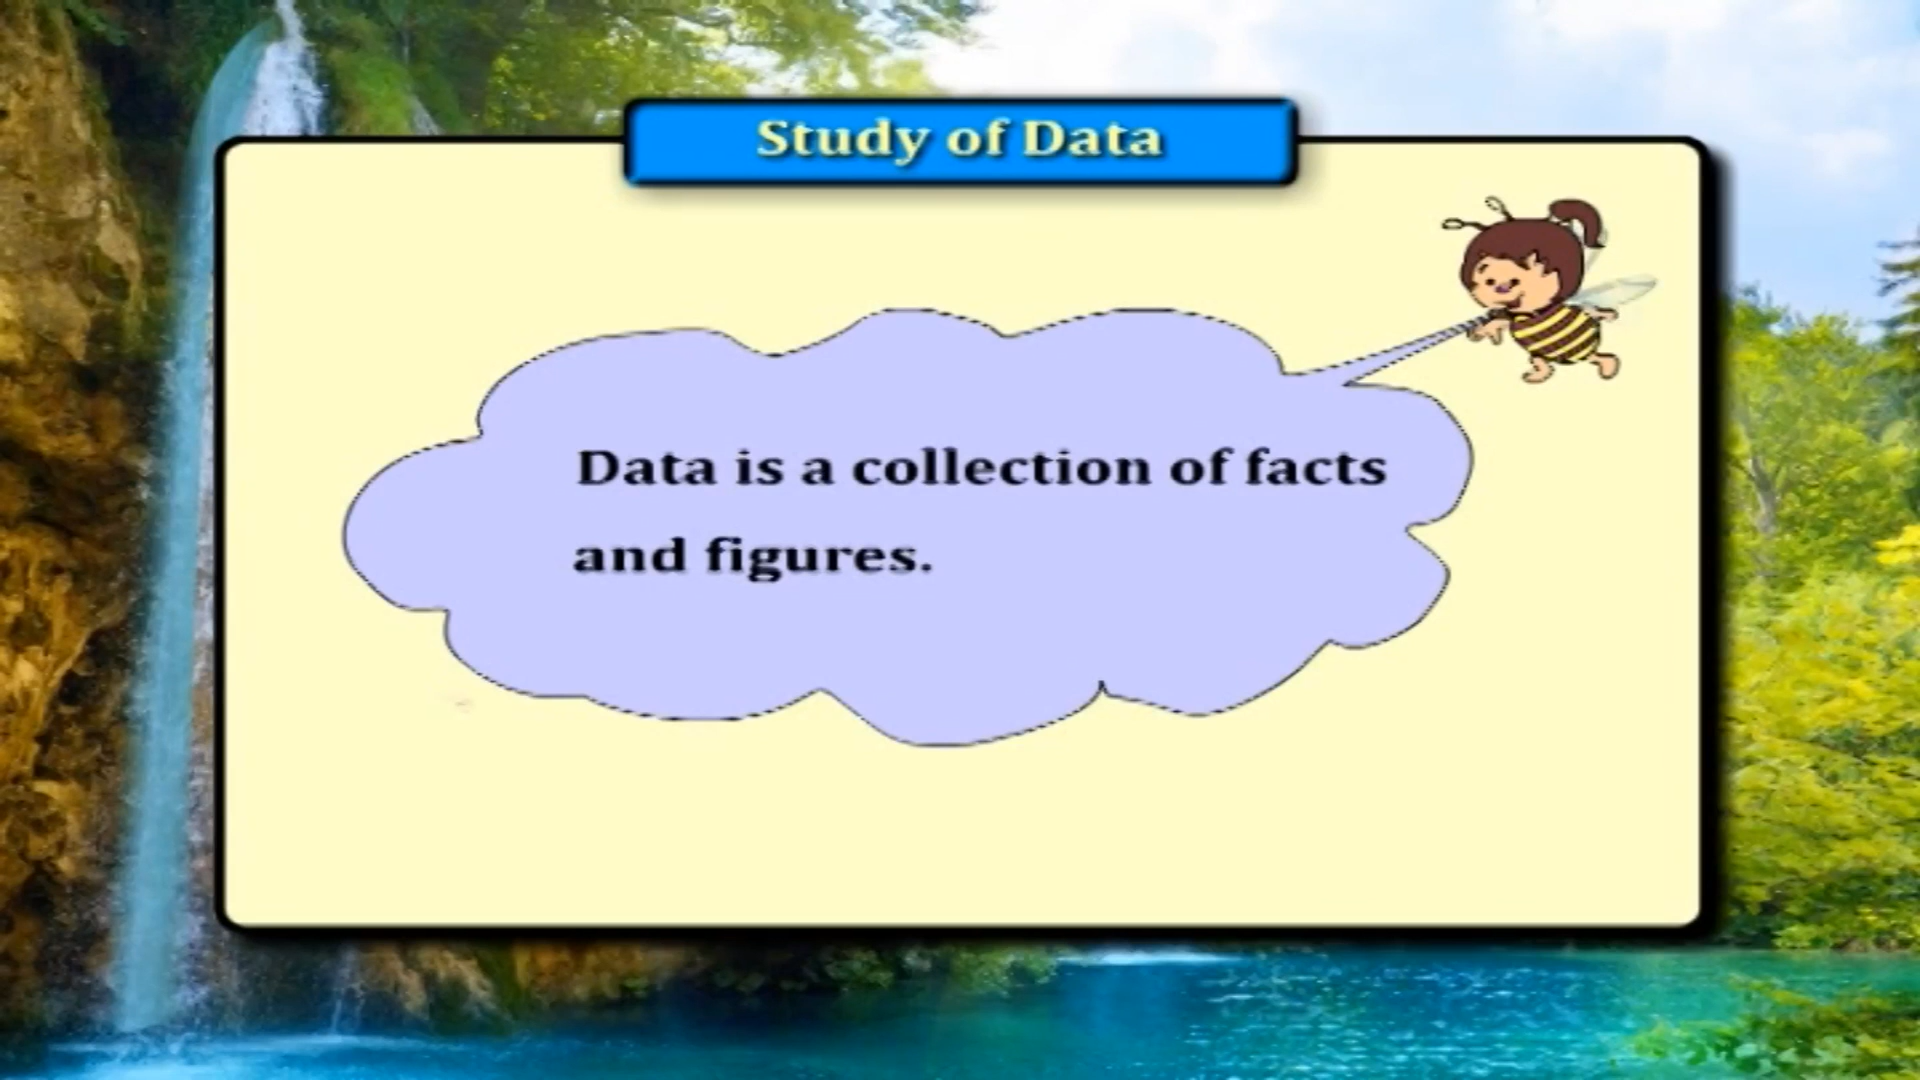 Study of Data
Data is a collection of facts
and figures.